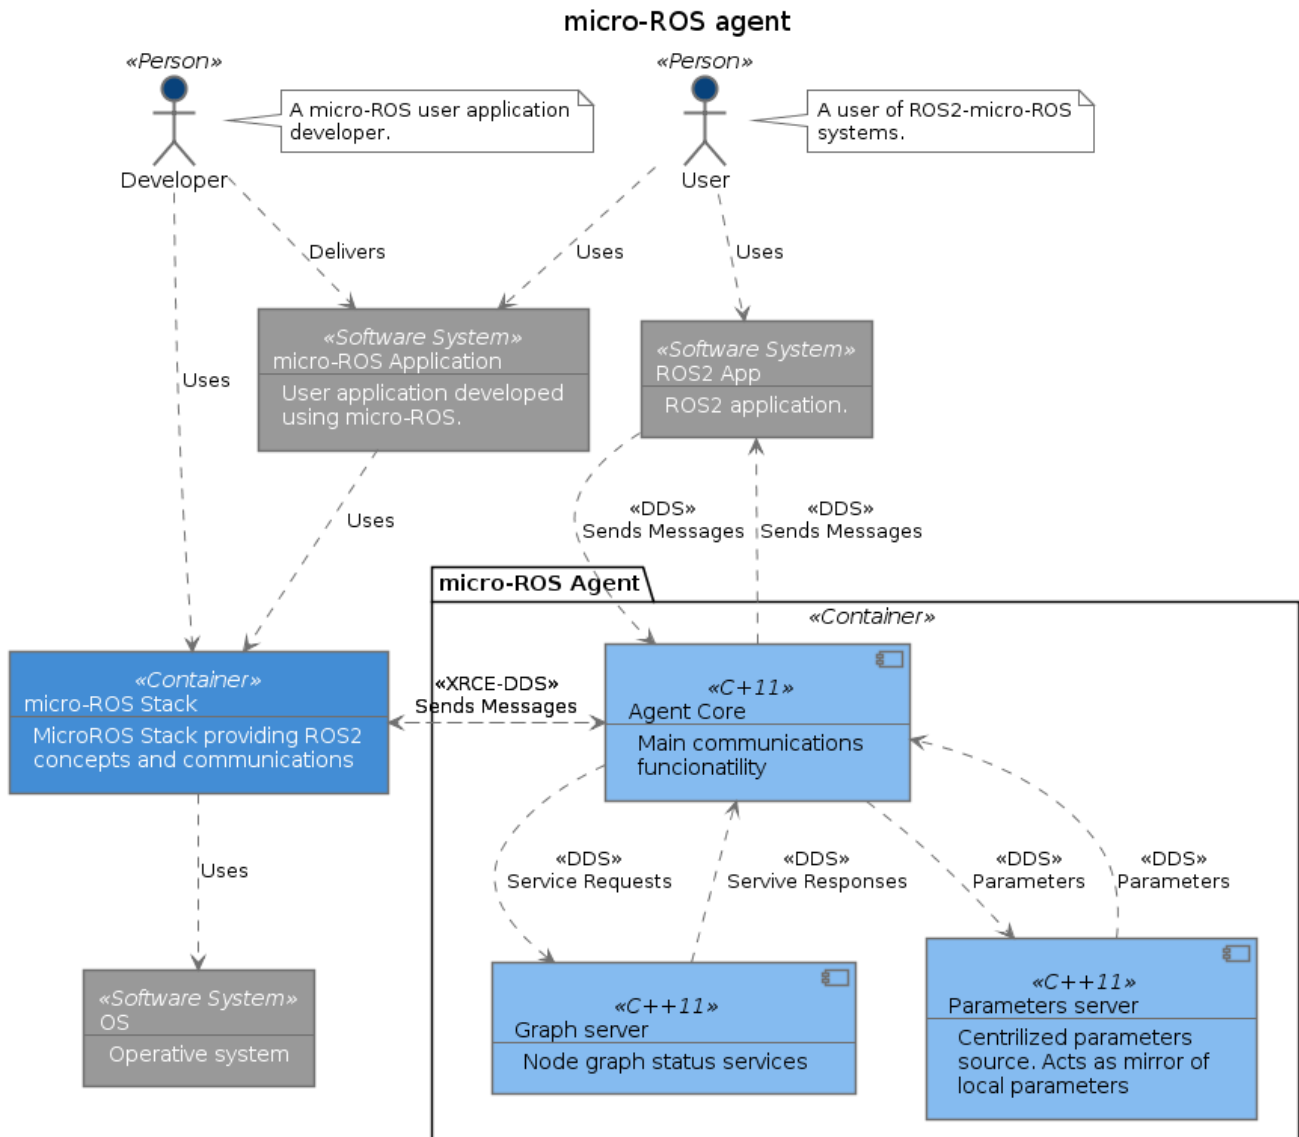 micro-ROS agent
«Person»
Developer
A micro-ROS user application
developer.
«Person»
User
A user of ROS2-micro-ROS
systems.
Delivers
Uses
Uses
Uses
«Software System»
micro-ROS Application
User application developed
using micro-ROS.
«Software System»
ROS2 App
ROS2 application.
Uses
«DDS»
Sends Messages
«DDS»
Sends Messages
micro-ROS Agent
«Container»
«Container»
micro-ROS Stack
MicroROS Stack providing ROS2
concepts and communications
«XRCE-DDS»
Sends Messages
«C+11»
Agent Core
Main communications
funcionatility
Uses
«DDS»
Service Requests
«DDS»
Servive Responses
«DDS»
Parameters
«DDS»
Parameters
«Software System»
OS
Operative system
«C++11»
Graph server
Node graph status services
«C++11»
Parameters server
Centrilized parameters
source. Acts as mirror of
local parameters